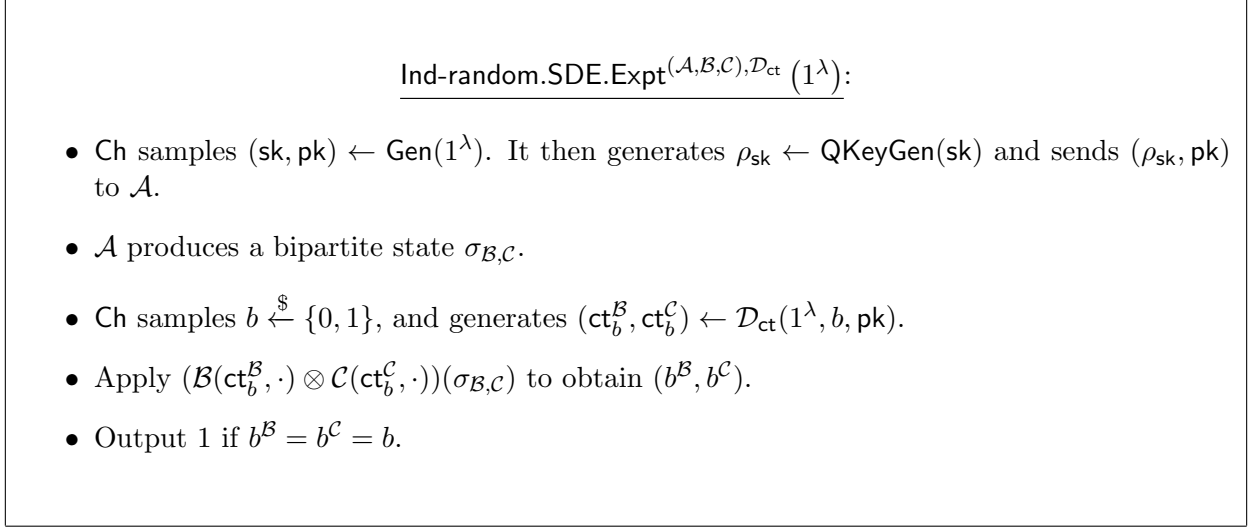 Ind-random.SDE.Expt^{(𝒜,ℬ,𝒞),𝒟_ct} (1^λ):
• Ch samples (sk, pk) ← Gen(1^λ). It then generates ρ_sk ← QKeyGen(sk) and sends (ρ_sk, pk)
to 𝒜.
• 𝒜 produces a bipartite state σ_{ℬ,𝒞}.
• Ch samples b ←^$ {0, 1}, and generates (ct_b^ℬ, ct_b^𝒞) ← 𝒟_ct(1^λ, b, pk).
• Apply (ℬ(ct_b^ℬ, ·) ⊗ 𝒞(ct_b^𝒞, ·))(σ_{ℬ,𝒞}) to obtain (b^ℬ, b^𝒞).
• Output 1 if b^ℬ = b^𝒞 = b.